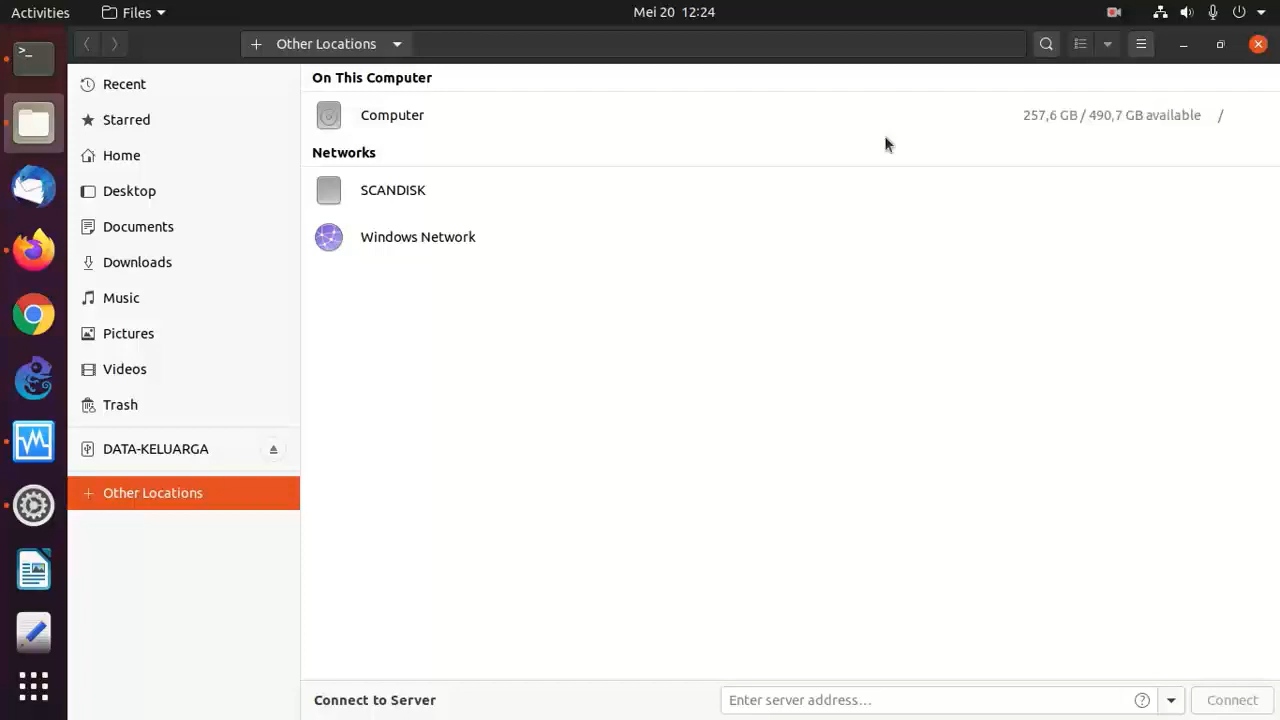 Activities Files Mei 20 12:24
Other Locations
Recent
Starred
Home
Desktop
Documents
Downloads
Music
Pictures
Videos
Trash
DATA-KELUARGA
Other Locations
On This Computer
Computer 257,6 GB / 490,7 GB available /
Networks
SCANDISK
Windows Network
Connect to Server Enter server address... Connect